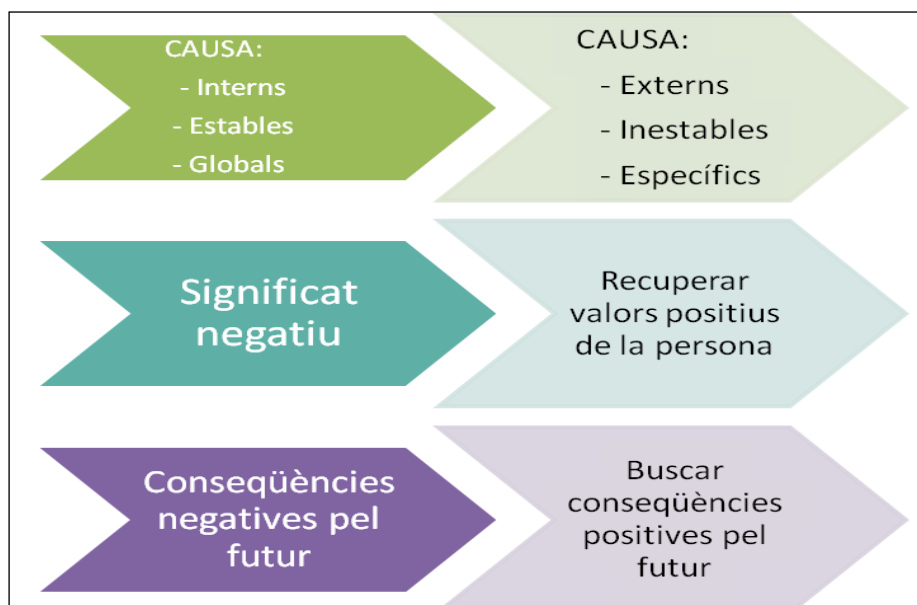 CAUSA:
- Interns
- Estables
- Globals
CAUSA:
- Externs
- Inestables
- Específics
Significat
negatiu
Recuperar
valors positius
de la persona
Conseqüències
negatives pel
futur
Buscar
conseqüències
positives pel
futur